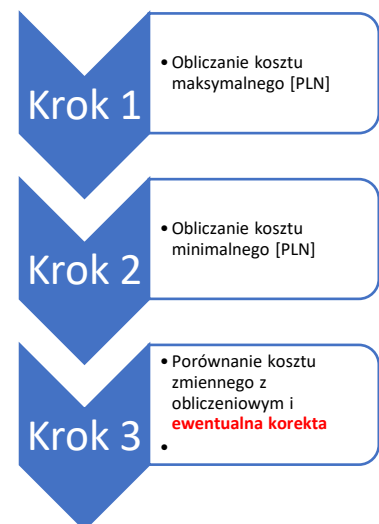 Krok 1
• Obliczanie kosztu
maksymalnego [PLN]
Krok 2
• Obliczanie kosztu
minimalnego [PLN]
Krok 3
• Porównanie kosztu
zmiennego z
obliczeniowym i
ewentualna korekta
•